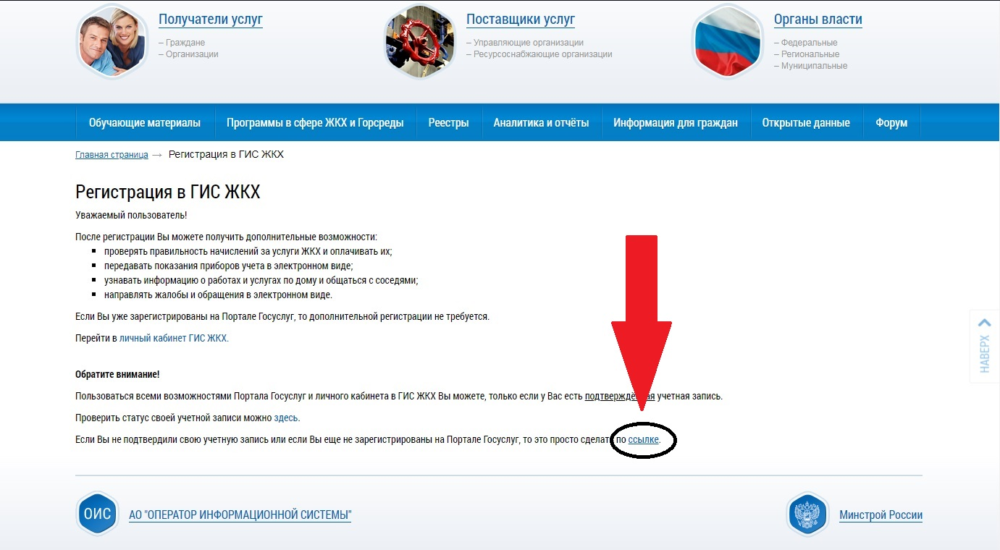 Получатели услуг
– Граждане
– Организации
Поставщики услуг
– Управляющие организации
– Ресурсоснабжающие организации
Органы власти
– Федеральные
– Региональные
– Муниципальные
Обучающие материалы Программы в сфере ЖКХ и Горсреды Реестры Аналитика и отчёты Информация для граждан Открытые данные Форум
Главная страница → Регистрация в ГИС ЖКХ
Регистрация в ГИС ЖКХ
Уважаемый пользователь!
После регистрации Вы можете получить дополнительные возможности:
▪ проверять правильность начислений за услуги ЖКХ и оплачивать их;
▪ передавать показания приборов учета в электронном виде;
▪ узнавать информацию о работах и услугах по дому и общаться с соседями;
▪ направлять жалобы и обращения в электронном виде.
Если Вы уже зарегистрированы на Портале Госуслуг, то дополнительной регистрации не требуется.
Перейти в личный кабинет ГИС ЖКХ.
НАВЕРХ
Обратите внимание!
Пользоваться всеми возможностями Портала Госуслуг и личного кабинета в ГИС ЖКХ Вы можете, только если у Вас есть подтверждённая учетная запись.
Проверить статус своей учетной записи можно здесь.
Если Вы не подтвердили свою учетную запись или если Вы еще не зарегистрированы на Портале Госуслуг, то это просто сделать по ссылке.
ОИС АО "ОПЕРАТОР ИНФОРМАЦИОННОЙ СИСТЕМЫ"
Минстрой России